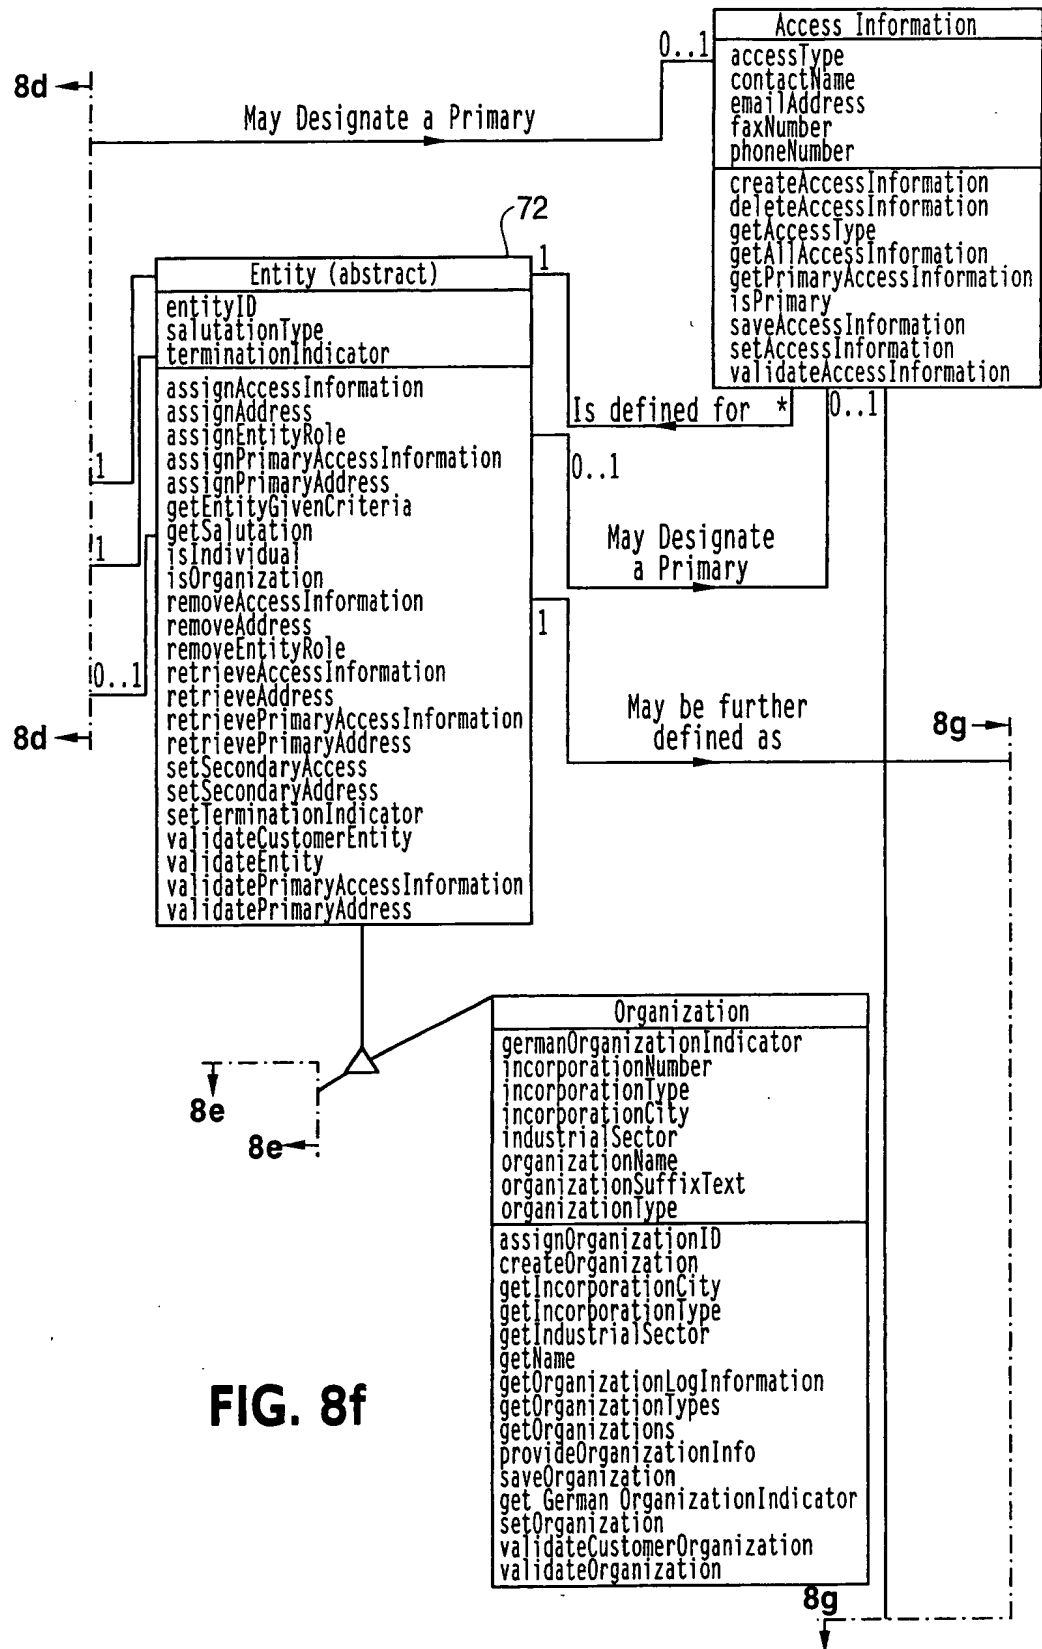 Access Information
accessType
contactName
emailAddress
faxNumber
phoneNumber
createAccessInformation
deleteAccessInformation
getAccessType
getAllAccessInformation
getPrimaryAccessInformation
isPrimary
saveAccessInformation
setAccessInformation
validateAccessInformation
0..1
8d
May Designate a Primary
72
Entity (abstract)
entityID
salutationType
terminationIndicator
assignAccessInformation
assignAddress
assignEntityRole
assignPrimaryAccessInformation
assignPrimaryAddress
getEntityGivenCriteria
getSalutation
isIndividual
isOrganization
removeAccessInformation
removeAddress
removeEntityRole
retrieveAccessInformation
retrieveAddress
retrievePrimaryAccessInformation
retrievePrimaryAddress
setSecondaryAccess
setSecondaryAddress
setTerminationIndicator
validateCustomerEntity
validateEntity
validatePrimaryAccessInformation
validatePrimaryAddress
1
Is defined for *
0..1
0..1
May Designate
a Primary
1
1
1
0..1
8d
May be further
defined as
8g
8e
8e
Organization
germanOrganizationIndicator
incorporationNumber
incorporationType
incorporationCity
industrialSector
organizationName
organizationSuffixText
organizationType
assignOrganizationID
createOrganization
getIncorporationCity
getIncorporationType
getIndustrialSector
getName
getOrganizationLogInformation
getOrganizationTypes
getOrganizations
provideOrganizationInfo
saveOrganization
get German OrganizationIndicator
setOrganization
validateCustomerOrganization
validateOrganization
FIG. 8f
8g